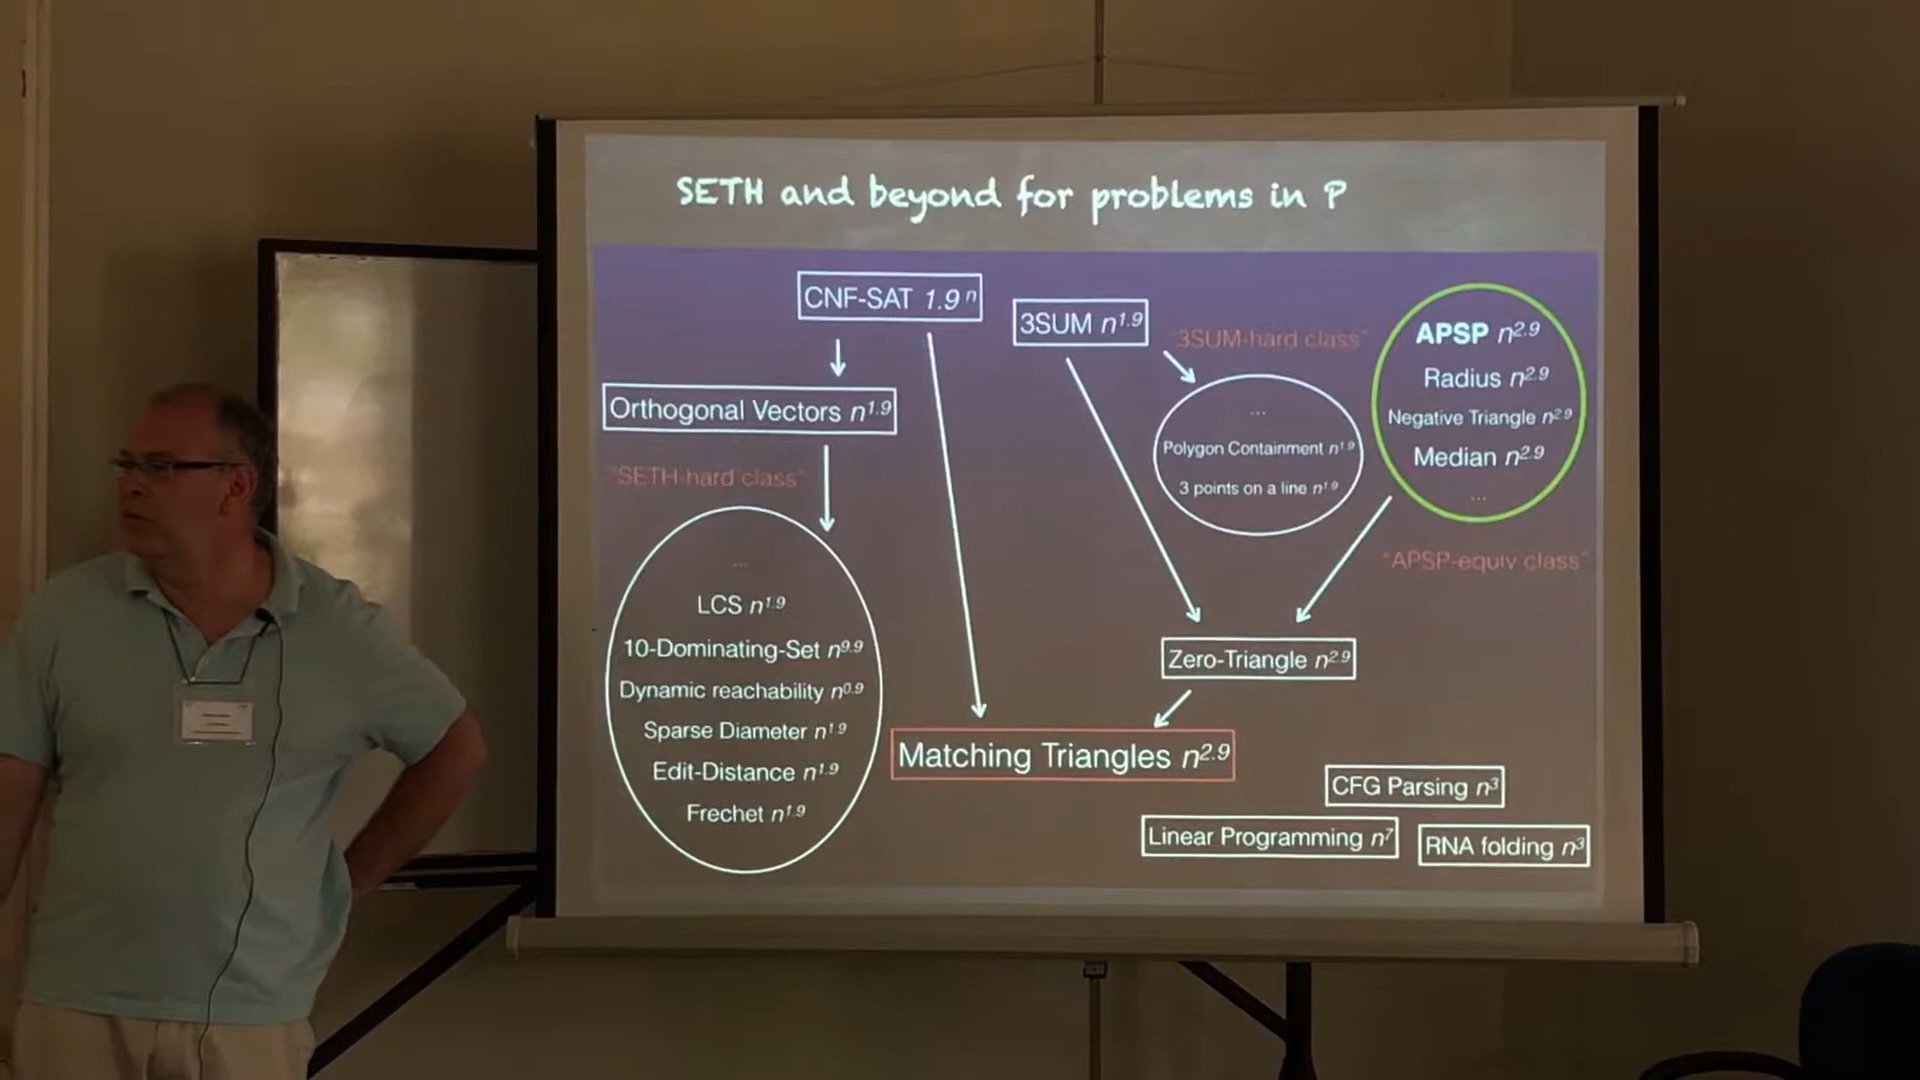 SETH and beyond for problems in P
CNF-SAT 1.9ⁿ
3SUM n^1.9
"3SUM-hard class"
APSP n^2.9
Radius n^2.9
Negative Triangle n^2.9
Median n^2.9
...
"APSP-equiv class"
Orthogonal Vectors n^1.9
"SETH-hard class"
...
Polygon Containment n^1.9
3 points on a line n^1.9
...
LCS n^1.9
10-Dominating-Set n^9.9
Dynamic reachability n^0.9
Sparse Diameter n^1.9
Edit-Distance n^1.9
Frechet n^1.9
Zero-Triangle n^2.9
Matching Triangles n^2.9
CFG Parsing n^3
Linear Programming n^7
RNA folding n^3